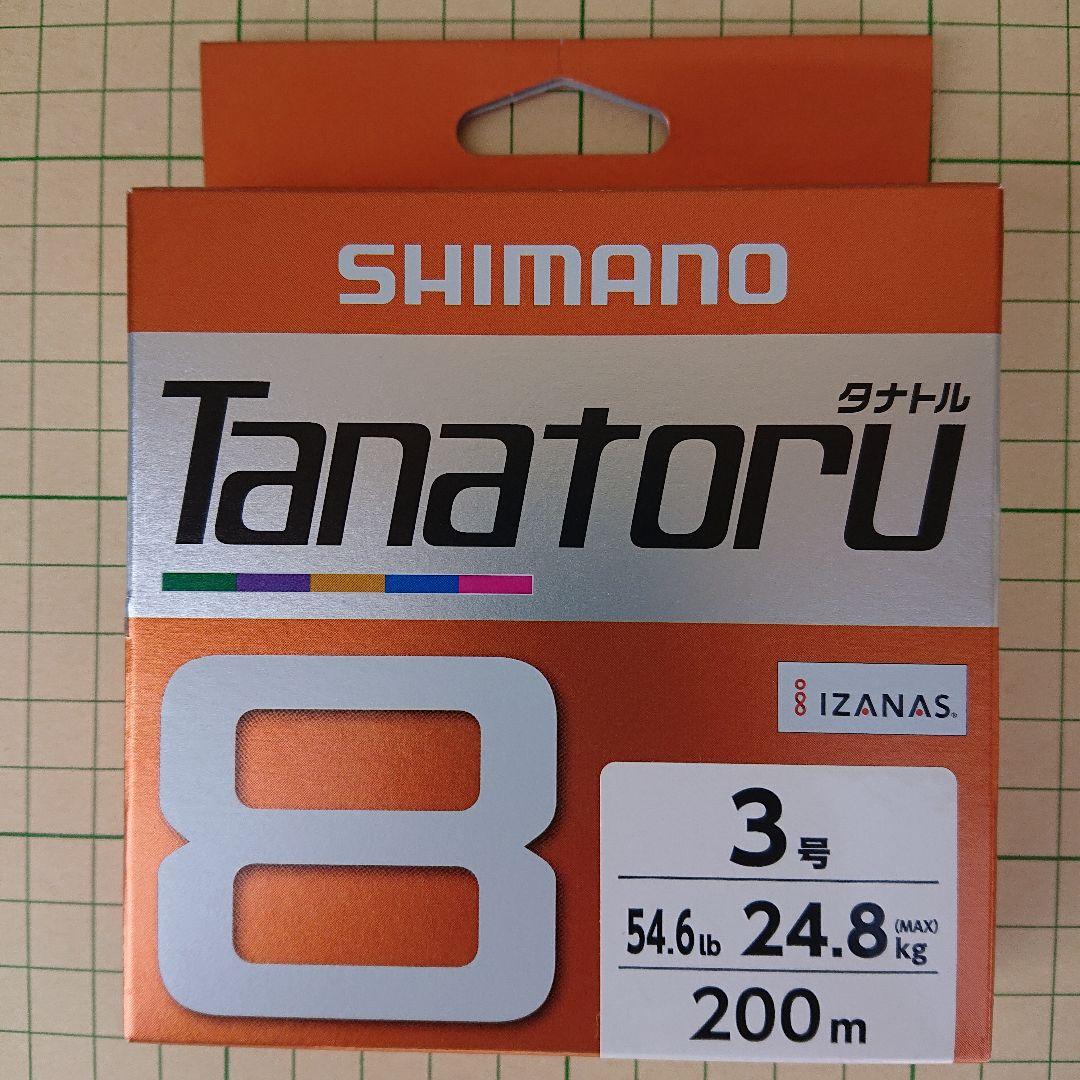 SHIMANO
タナトル
Tanatoru
8
IZANAS®
3号
54.6lb 24.8(MAX)kg
200m